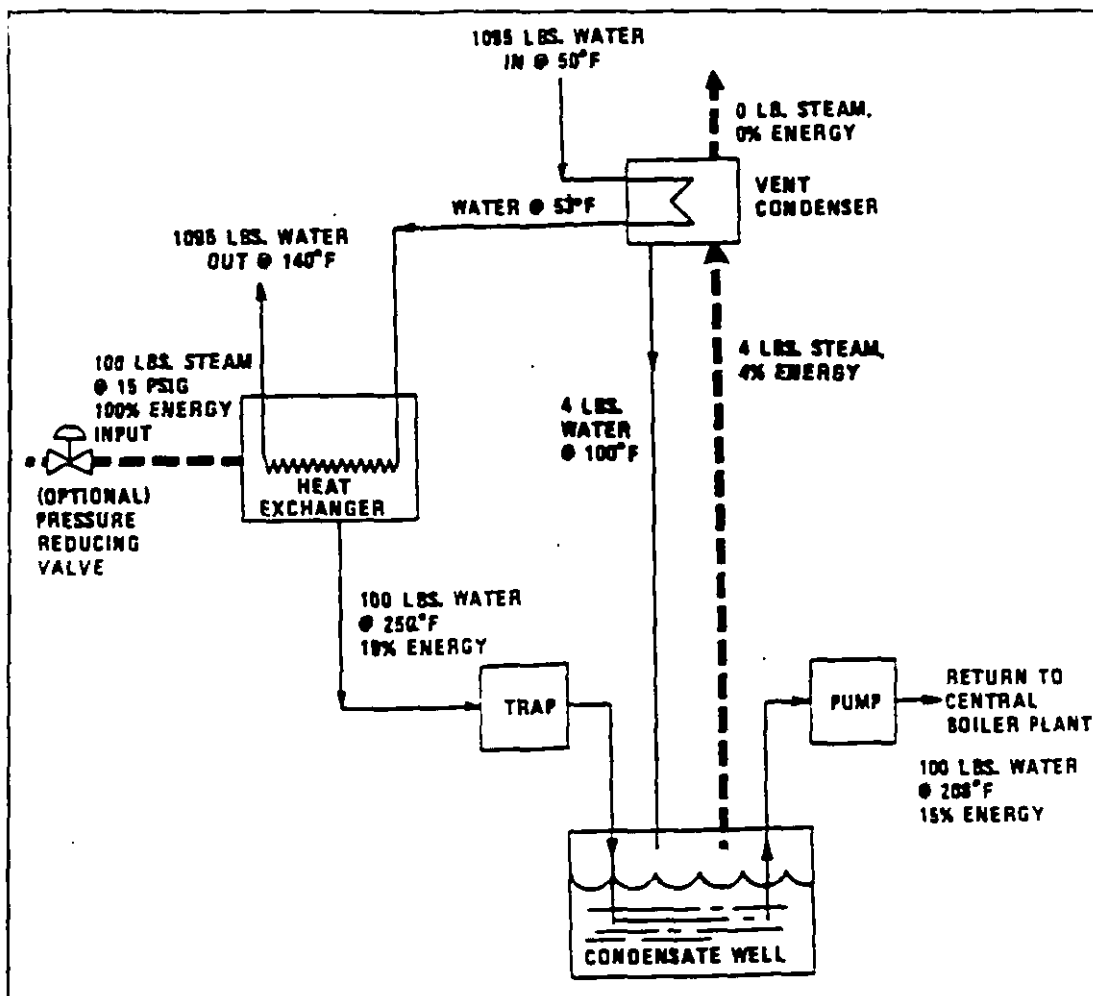 1095 LBS. WATER
IN @ 50°F
0 LB. STEAM,
0% ENERGY
VENT
CONDENSER
WATER @ 53°F
1095 LBS. WATER
OUT @ 140°F
100 LBS. STEAM
@ 15 PSIG
100% ENERGY
INPUT
4 LBS. STEAM,
4% ENERGY
4 LBS.
WATER
@ 100°F
HEAT
EXCHANGER
(OPTIONAL)
PRESSURE
REDUCING
VALVE
100 LBS. WATER
@ 250°F
19% ENERGY
TRAP
PUMP
RETURN TO
CENTRAL
BOILER PLANT
100 LBS. WATER
@ 208°F
15% ENERGY
CONDENSATE WELL